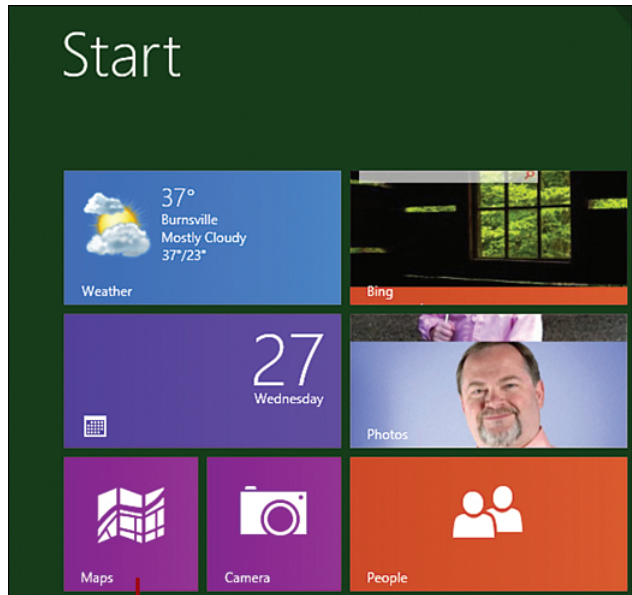 Start
37°
Burnsville
Mostly Cloudy
37°/23°
Weather
Bing
27
Wednesday
Photos
Maps
Camera
People